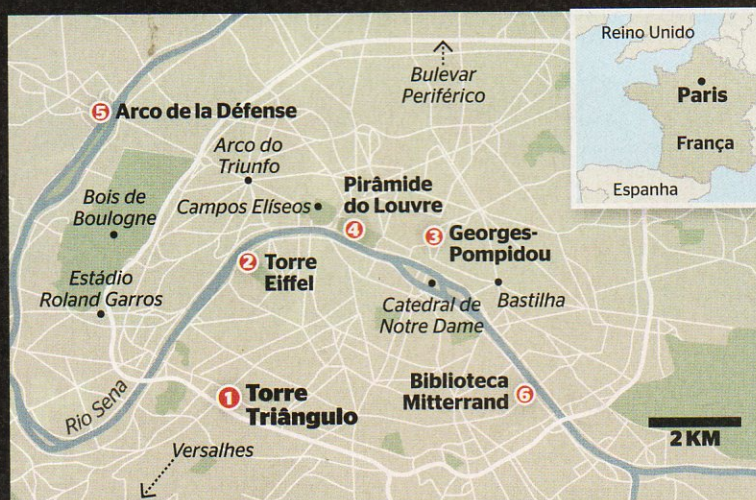 Reino Unido
Paris
França
Espanha
Bulevar
Periférico
5 Arco de la Défense
Arco do
Triunfo
Bois de
Boulogne
Campos Elíseos
Pirâmide
do Louvre
4
3 Georges-
Pompidou
2 Torre
Eiffel
Estádio
Roland Garros
Catedral de
Notre Dame
Bastilha
1 Torre
Triângulo
Biblioteca
Mitterrand 6
Rio Sena
Versalhes
2 KM